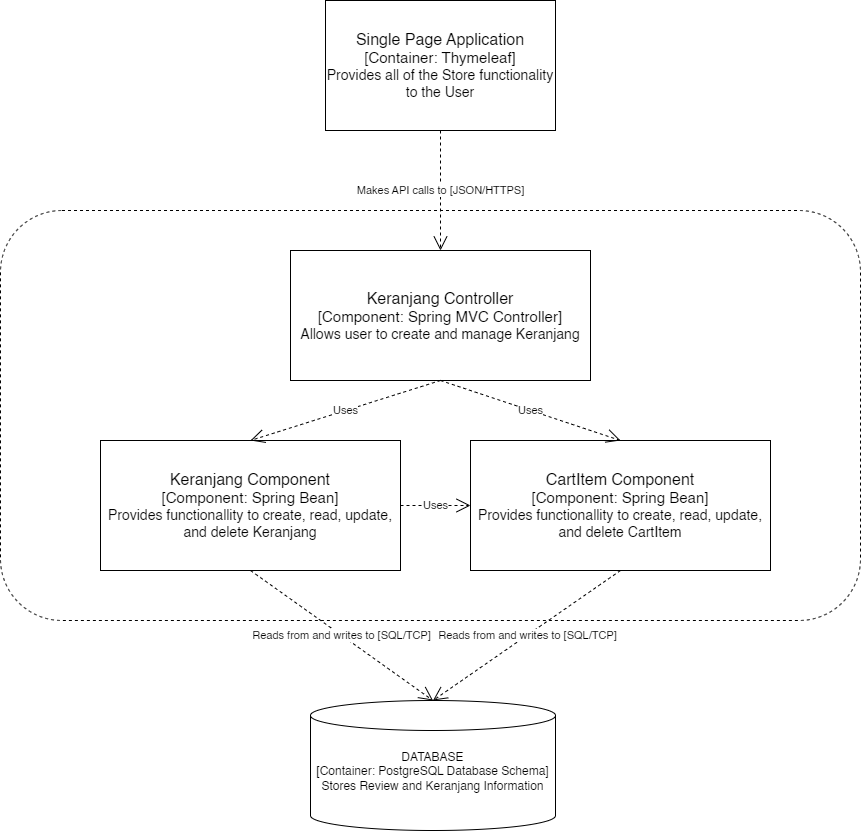 Single Page Application
[Container: Thymeleaf]
Provides all of the Store functionality
to the User
Makes API calls to [JSON/HTTPS]
Keranjang Controller
[Component: Spring MVC Controller]
Allows user to create and manage Keranjang
Uses
Uses
Keranjang Component
[Component: Spring Bean]
Provides functionallity to create, read, update,
and delete Keranjang
Uses
CartItem Component
[Component: Spring Bean]
Provides functionallity to create, read, update,
and delete CartItem
Reads from and writes to [SQL/TCP]
Reads from and writes to [SQL/TCP]
DATABASE
[Container: PostgreSQL Database Schema]
Stores Review and Keranjang Information